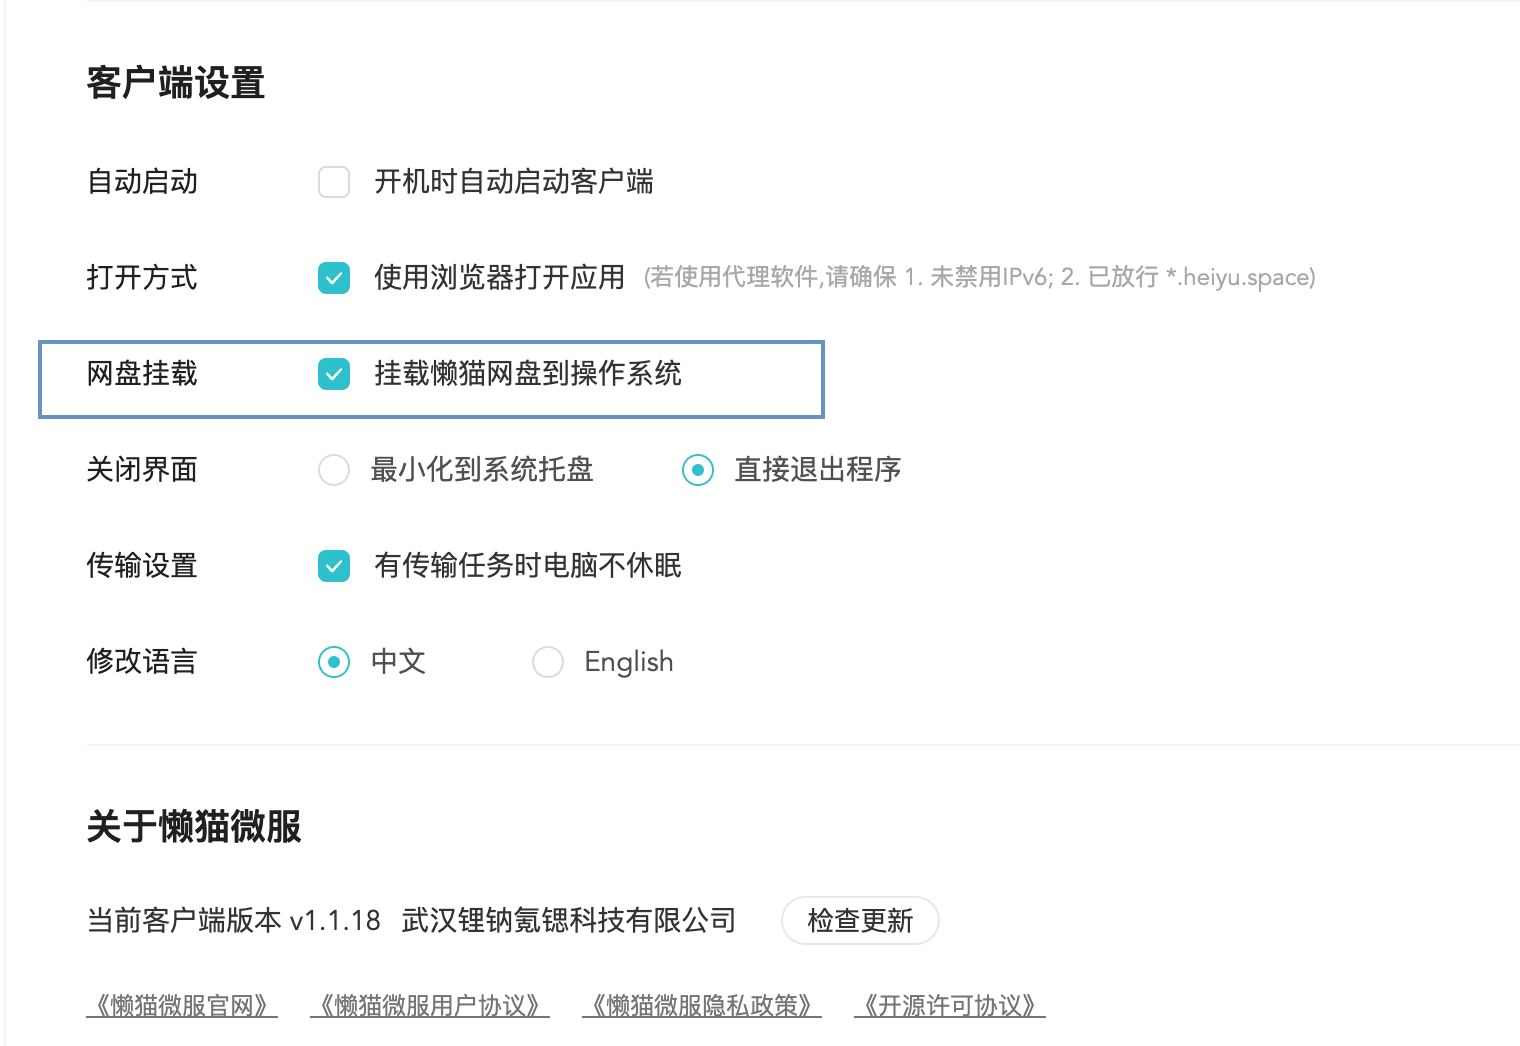 客户端设置
自动启动 开机时自动启动客户端
打开方式 使用浏览器打开应用 (若使用代理软件,请确保 1. 未禁用IPv6; 2. 已放行 *.heiyu.space)
网盘挂载 挂载懒猫网盘到操作系统
关闭界面 最小化到系统托盘 直接退出程序
传输设置 有传输任务时电脑不休眠
修改语言 中文 English
关于懒猫微服
当前客户端版本 v1.1.18 武汉锂钠氪锶科技有限公司 检查更新
《懒猫微服官网》 《懒猫微服用户协议》 《懒猫微服隐私政策》 《开源许可协议》